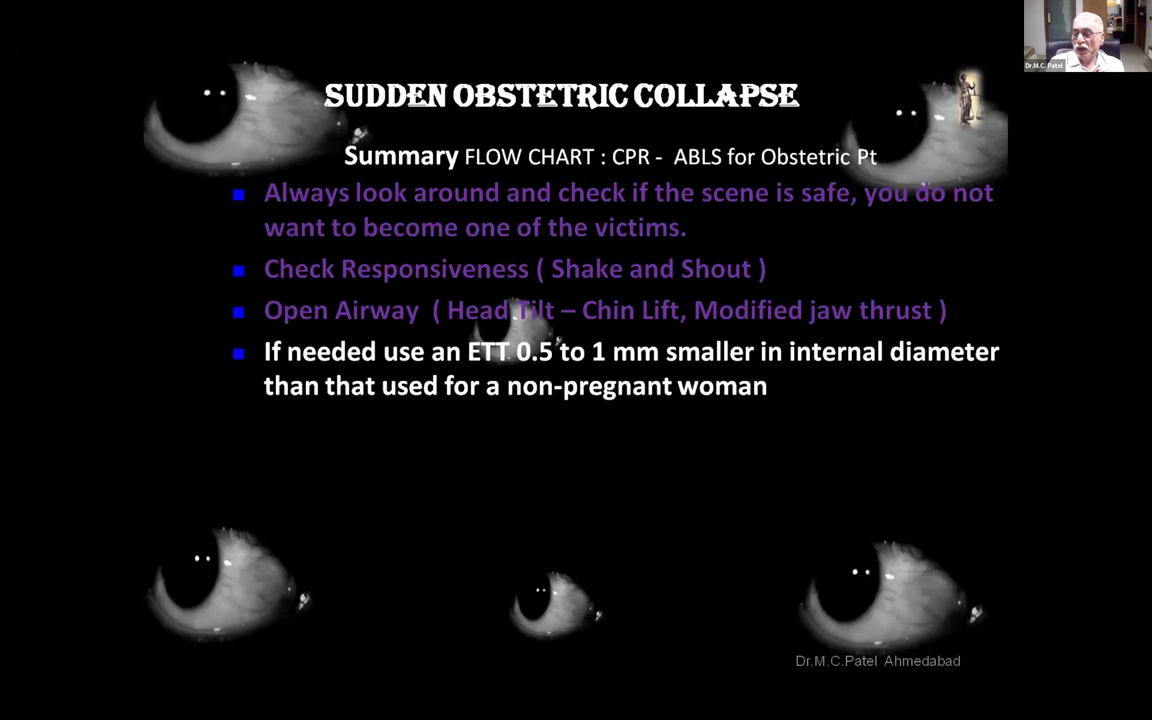 Dr.M.C. Patel
SUDDEN OBSTETRIC COLLAPSE
Summary FLOW CHART : CPR - ABLS for Obstetric Pt
Always look around and check if the scene is safe, you do not
want to become one of the victims.
Check Responsiveness ( Shake and Shout )
Open Airway ( Head Tilt – Chin Lift, Modified jaw thrust )
If needed use an ETT 0.5 to 1 mm smaller in internal diameter
than that used for a non-pregnant woman
Dr.M.C.Patel Ahmedabad